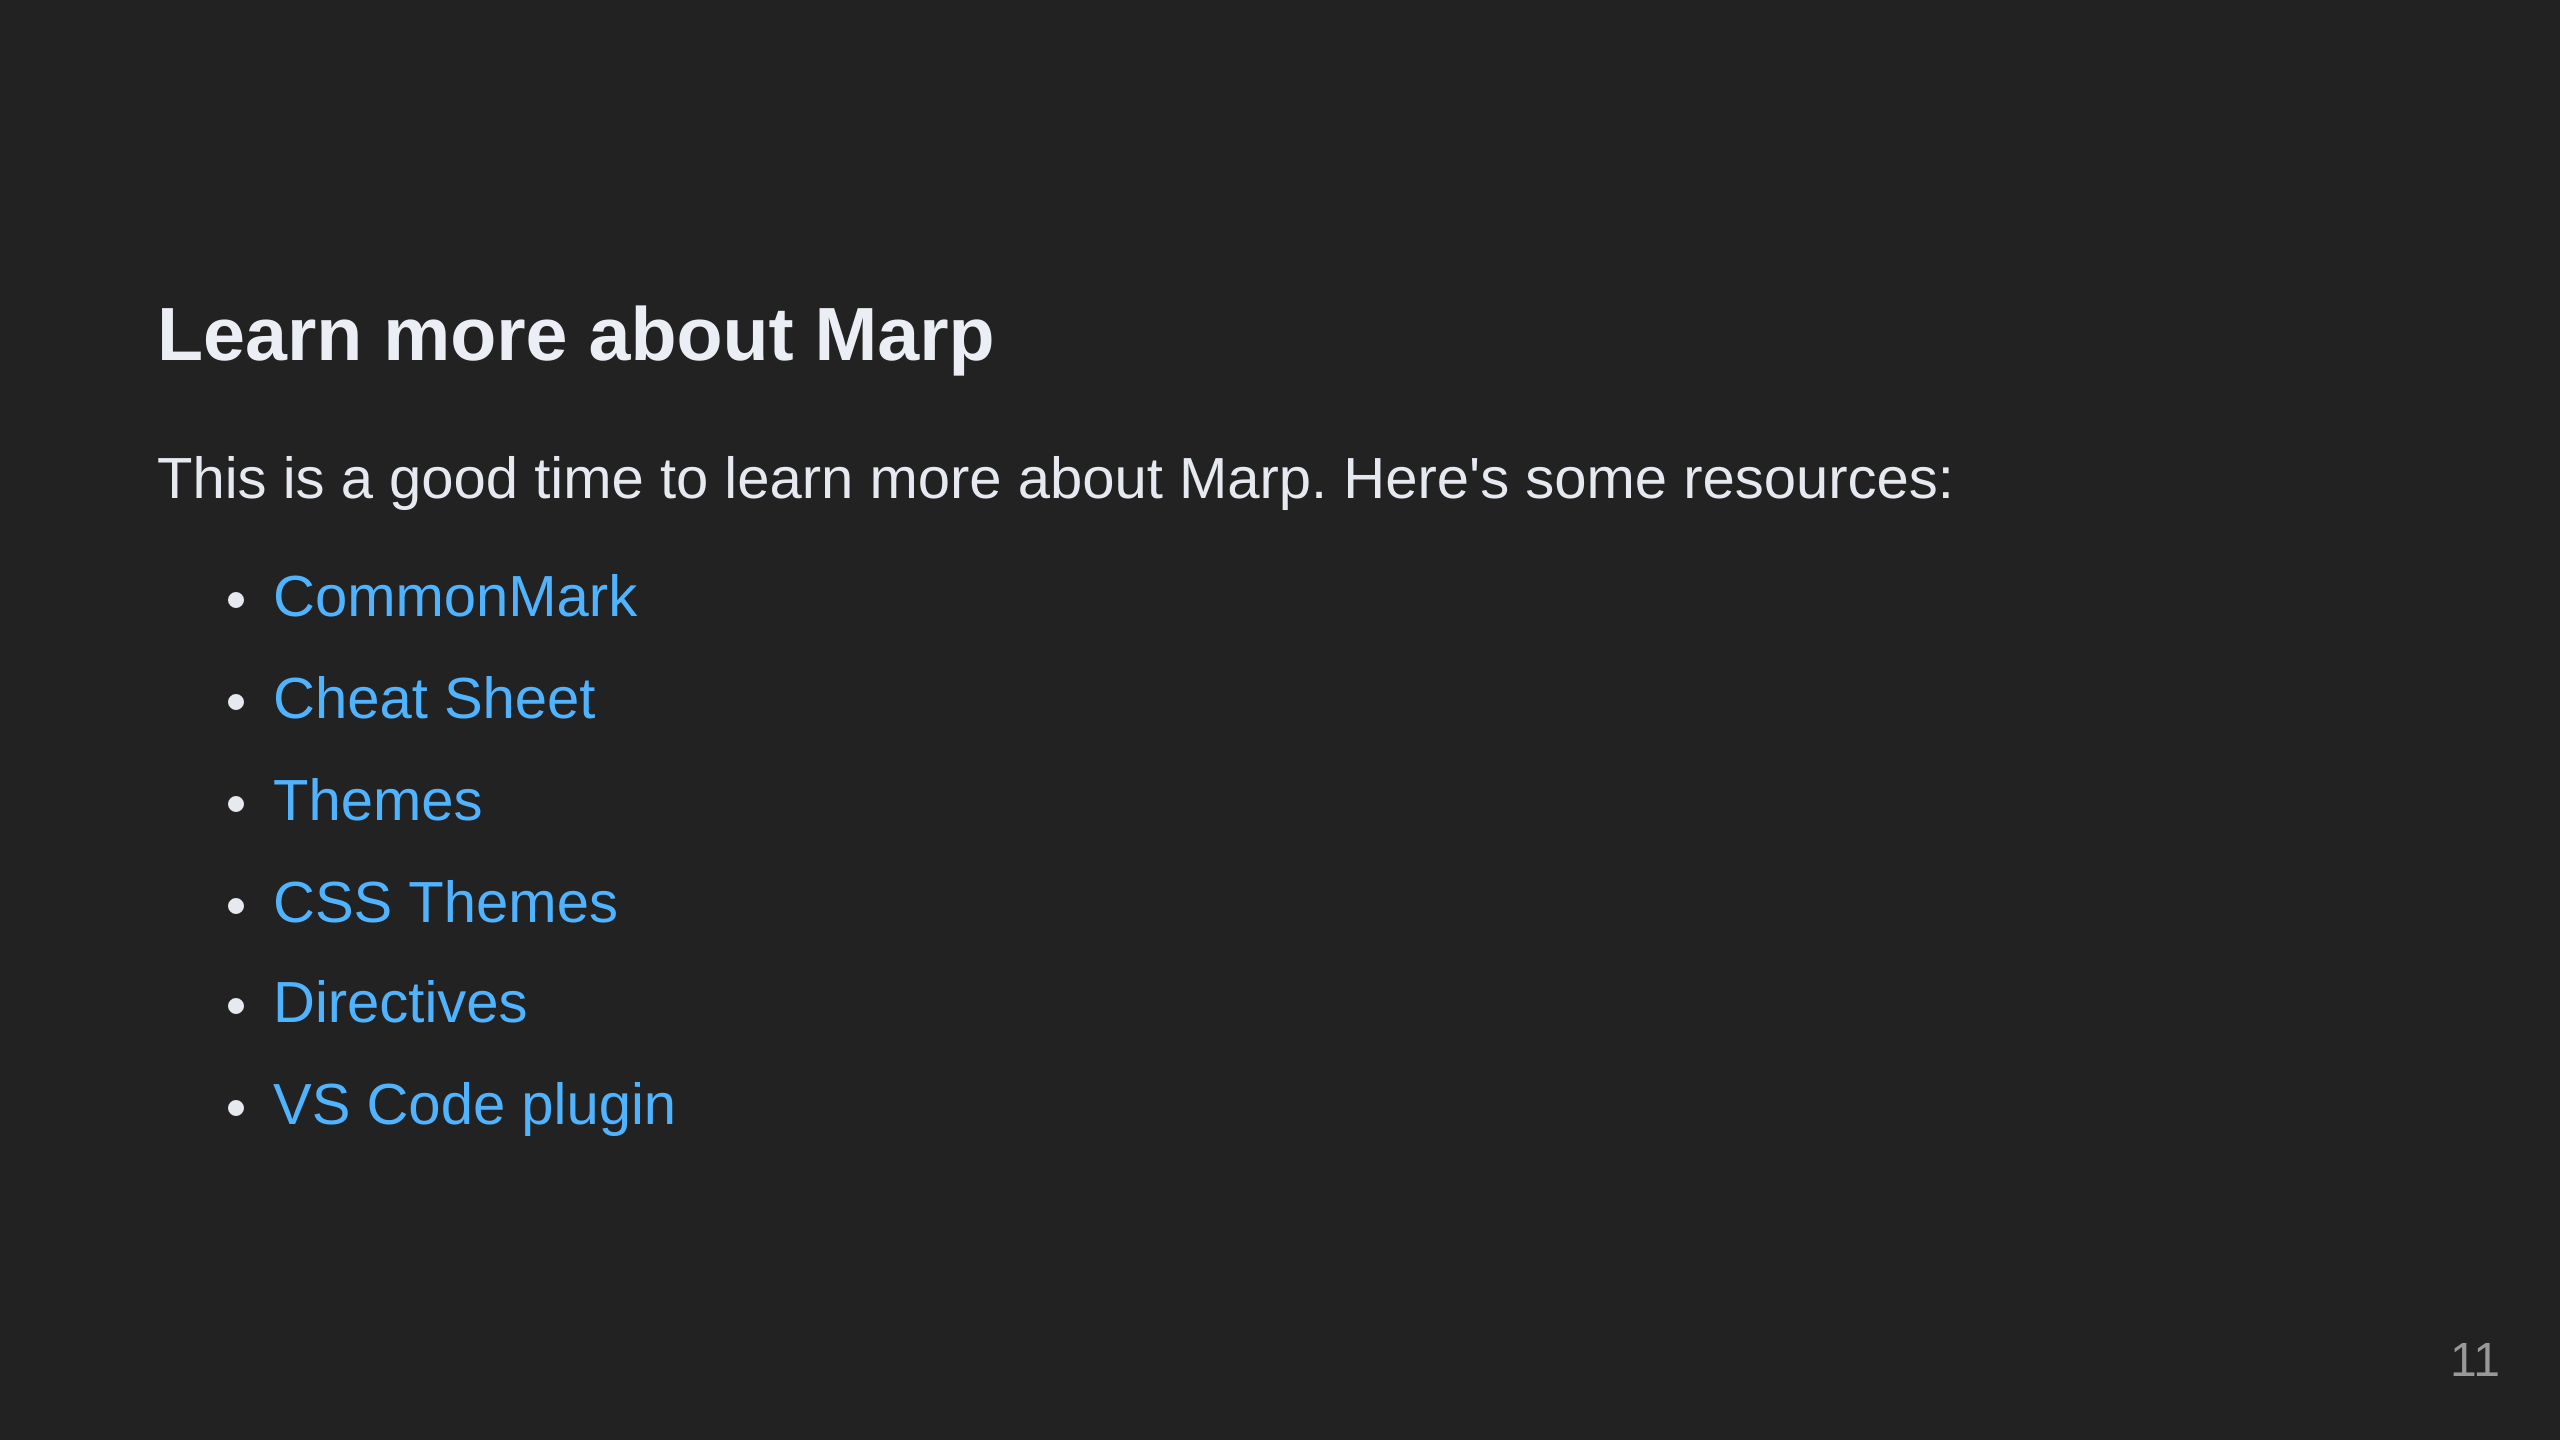 Learn more about Marp
This is a good time to learn more about Marp. Here's some resources:
CommonMark
Cheat Sheet
Themes
CSS Themes
Directives
VS Code plugin
11